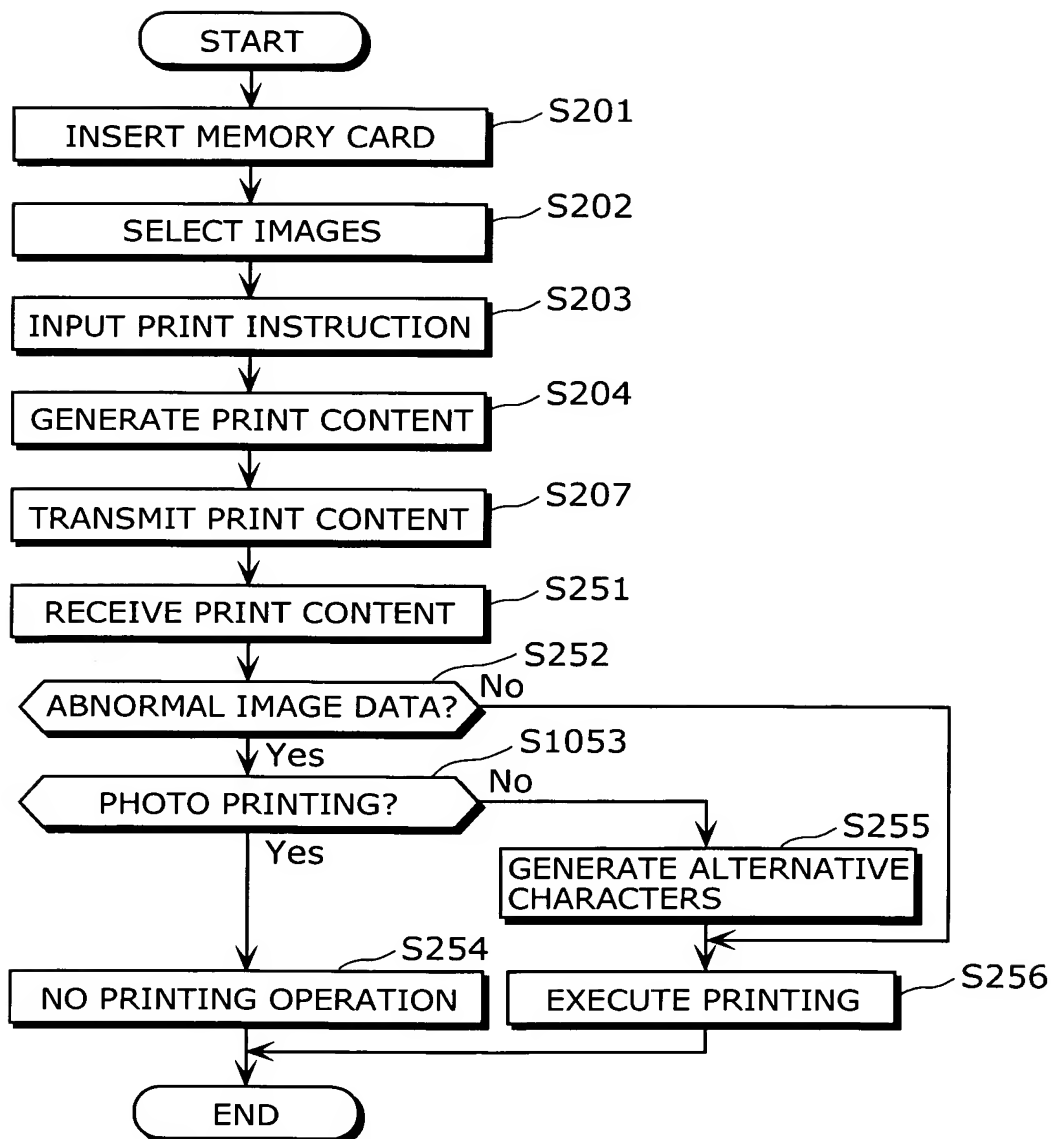 START
INSERT MEMORY CARD
S201
SELECT IMAGES
S202
INPUT PRINT INSTRUCTION
S203
GENERATE PRINT CONTENT
S204
TRANSMIT PRINT CONTENT
S207
RECEIVE PRINT CONTENT
S251
ABNORMAL IMAGE DATA?
S252
No
Yes
PHOTO PRINTING?
S1053
No
Yes
GENERATE ALTERNATIVE
CHARACTERS
S255
NO PRINTING OPERATION
S254
EXECUTE PRINTING
S256
END